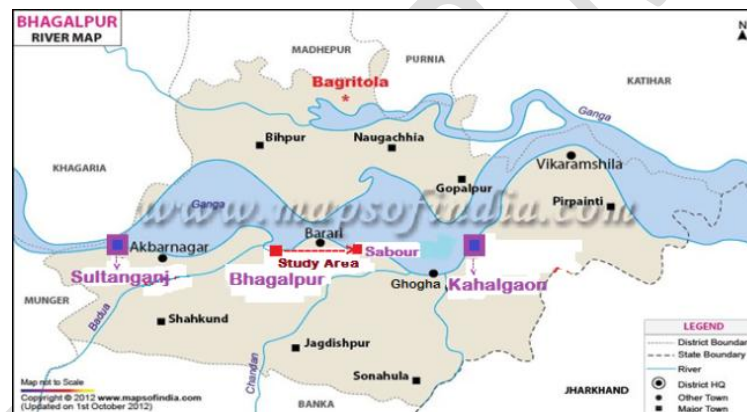 BHAGALPUR
RIVER MAP
MADHEPUR
PURNIA
N
Bagritola
*
KATIHAR
Ganga
Bihpur
Naugachhia
Vikaramshila
KHAGARIA
Gopalpur
Pirpainti
Ganga
www.mapsofindia.com
Barari
Akbarnagar
Sabour
Study Area
Sultanganj
Bhagalpur
Ghogha
Kahalgaon
MUNGER
Badua
Shahkund
Chandan
Jagdishpur
Sonahula
LEGEND
District Boundar
State Boundary
River
District HQ
Other Town
Major Town
Map not to Scale
Copyright © 2012 www.mapsofindia.com
(Updated on 1st October 2012)
BANKA
JHARKHAND